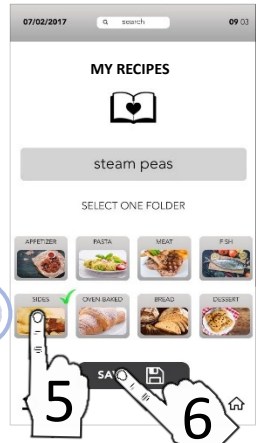 07/02/2017 search 09 03
MY RECIPES
steam peas
SELECT ONE FOLDER
APPETIZER PASTA MEAT FISH
SIDES OVEN BAKED BREAD DESSERT
5 6